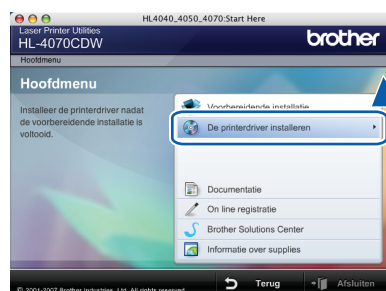 HL4040_4050_4070:Start Here
Laser Printer Utilities
HL-4070CDW
brother
Hoofdmenu
Hoofdmenu
Installeer de printerdriver nadat
de voorbereidende installatie is
voltooid.
Voorbereidende installatie
De printerdriver installeren
Documentatie
On line registratie
Brother Solutions Center
Informatie over supplies
© 2001-2007 Brother Industries, Ltd. All rights reserved.
Terug
Afsluiten